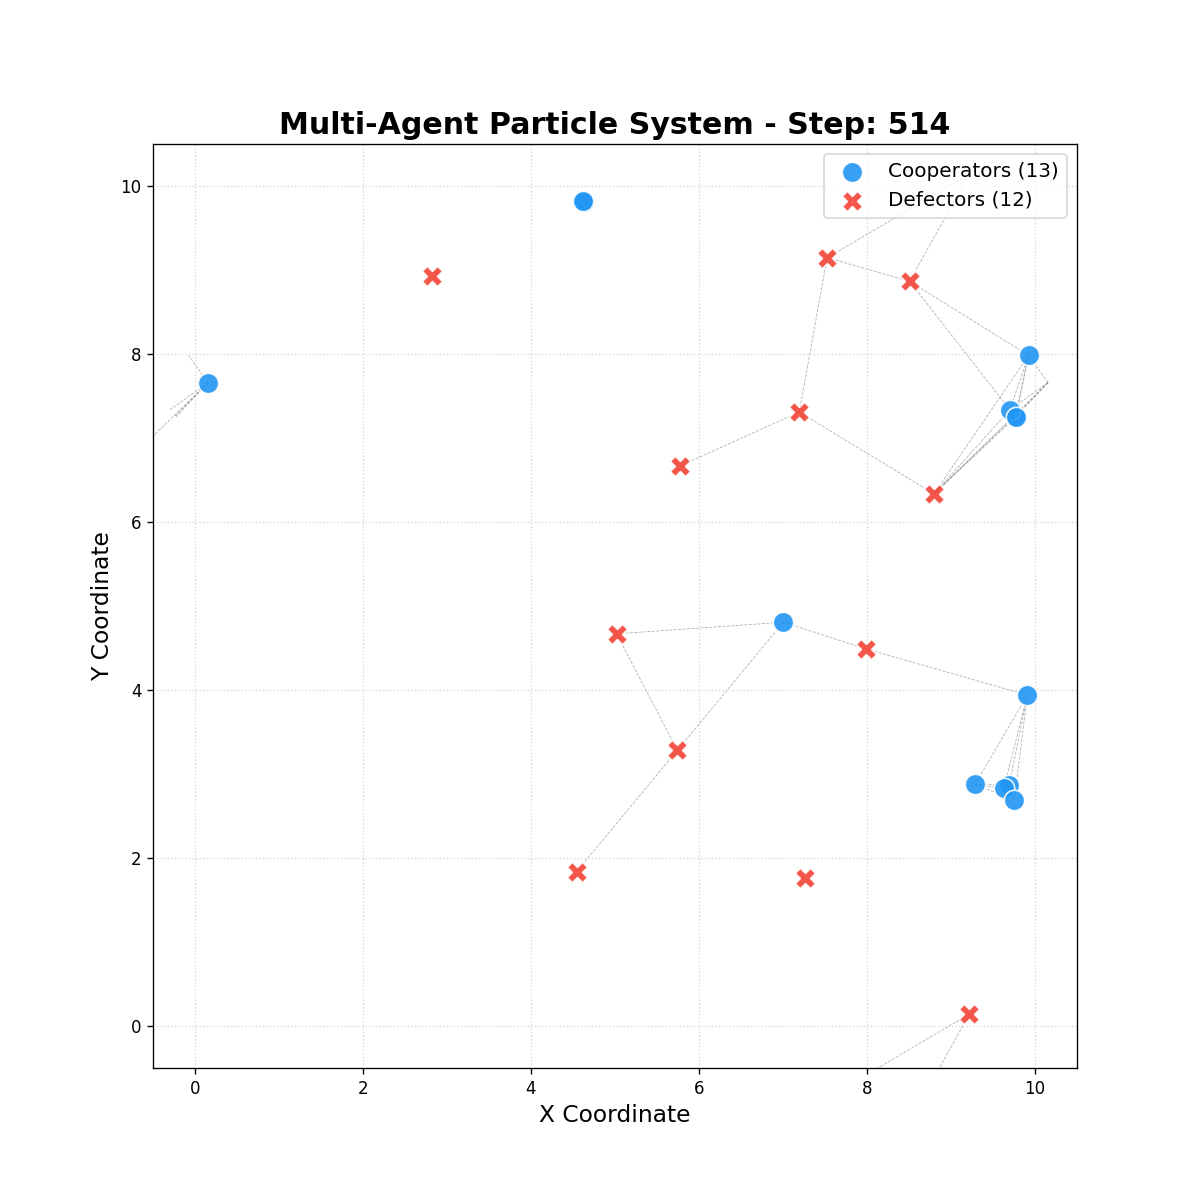 Multi-Agent Particle System - Step: 514
Cooperators (13)
Defectors (12)
10
8
6
4
2
0
Y Coordinate
0 2 4 6 8 10
X Coordinate